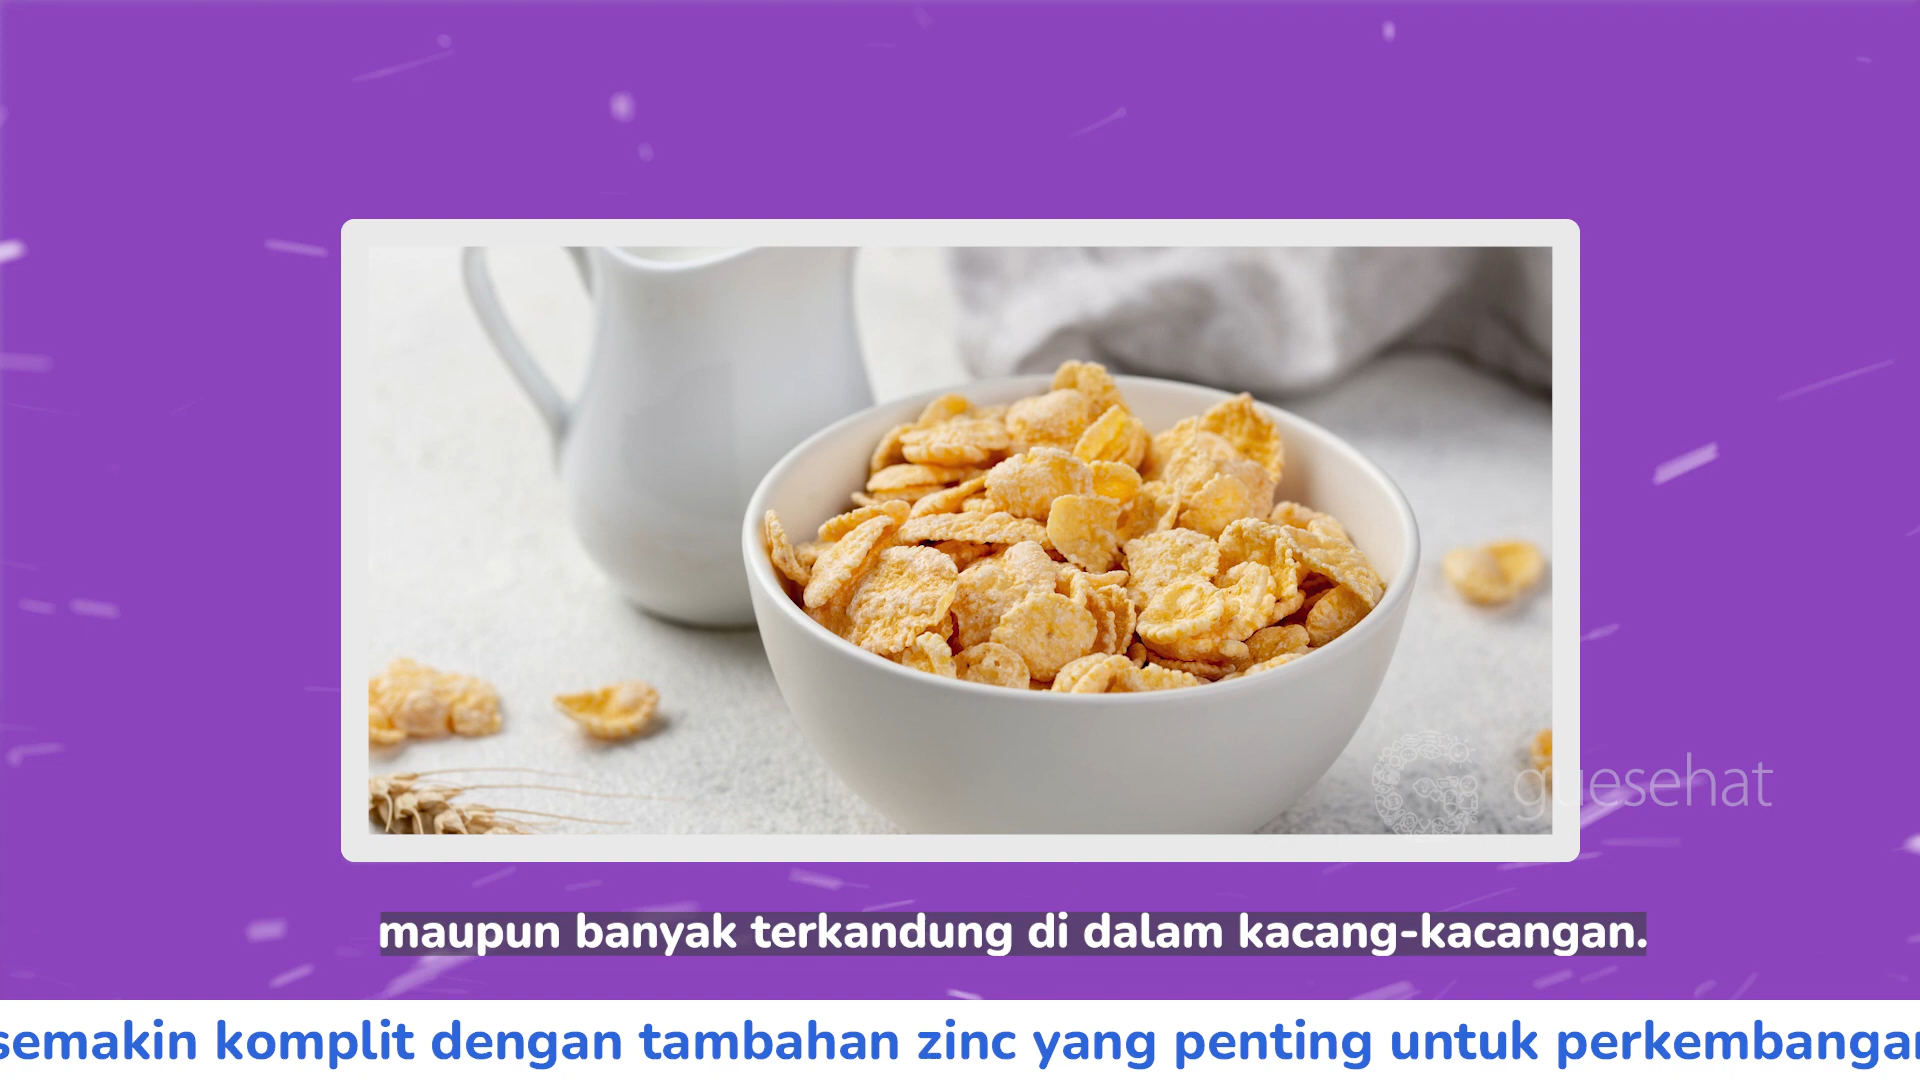 guesehat
maupun banyak terkandung di dalam kacang-kacangan.
semakin komplit dengan tambahan zinc yang penting untuk perkembangan